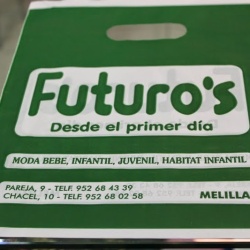 Futuro's
Desde el primer día
MODA BEBE, INFANTIL, JUVENIL, HABITAT INFANTIL
PAREJA, 9 - TELF. 952 68 43 39
CHACEL, 10 - TELF. 952 68 02 58
MELILLA